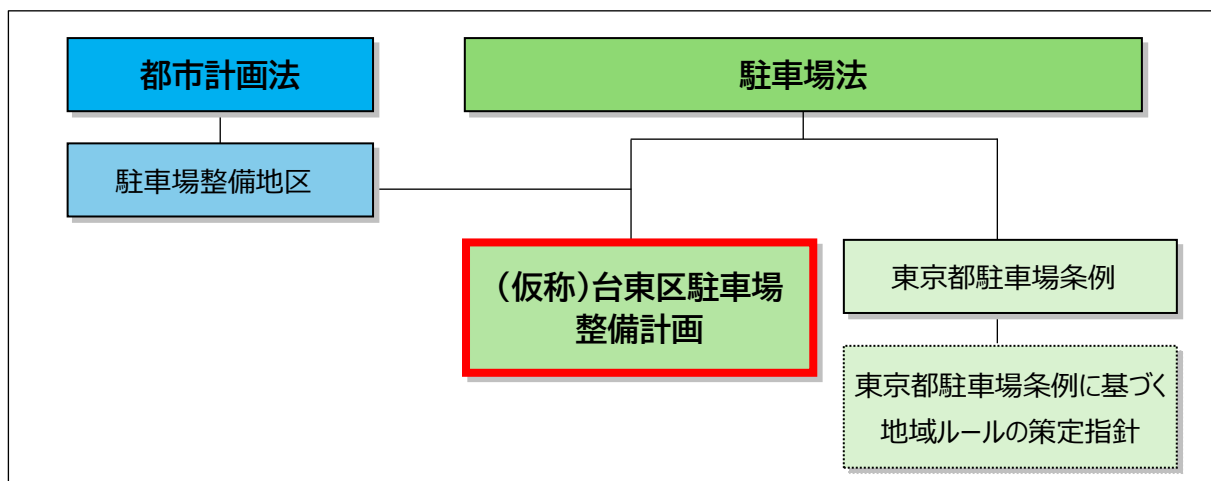 都市計画法
駐車場法
駐車場整備地区
（仮称）台東区駐車場
整備計画
東京都駐車場条例
東京都駐車場条例に基づく
地域ルールの策定指針